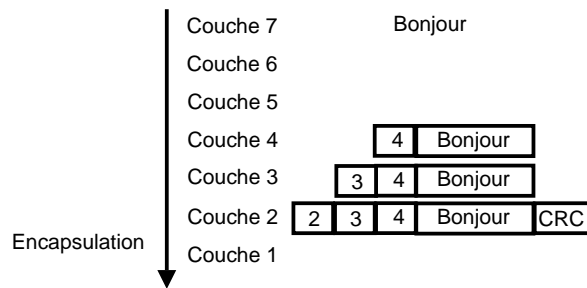 Couche 7 Bonjour
Couche 6
Couche 5
Couche 4 4 Bonjour
Couche 3 3 4 Bonjour
Couche 2 2 3 4 Bonjour CRC
Encapsulation
Couche 1